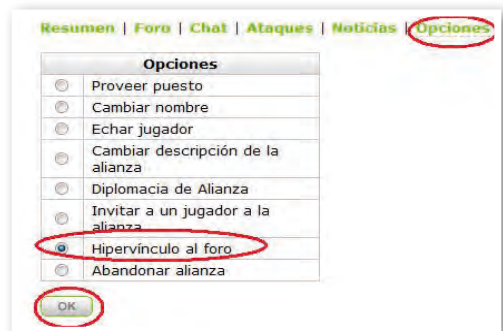 Resumen | Foro | Chat | Ataques | Noticias | Opciones
Opciones
Proveer puesto
Cambiar nombre
Echar jugador
Cambiar descripción de la
alianza
Diplomacia de Alianza
Invitar a un jugador a la
alianza
Hipervínculo al foro
Abandonar alianza
OK